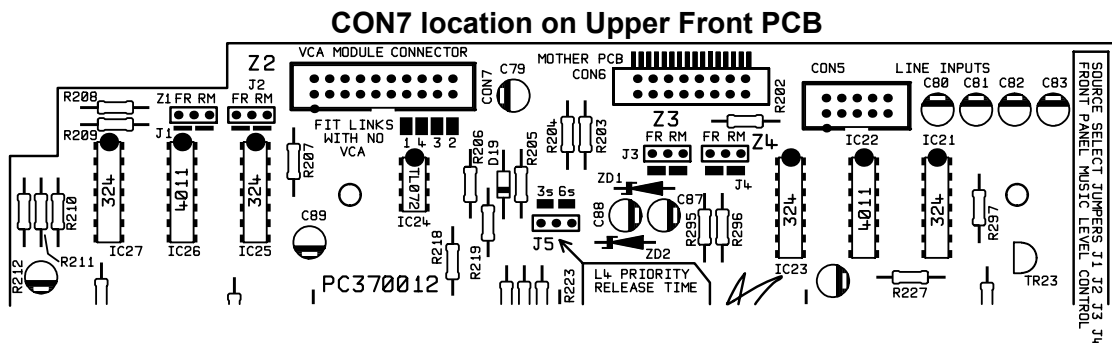 CON7 location on Upper Front PCB
VCA MODULE CONNECTOR
Z2
J2
Z1 FR RM
FR RM
R208
R209
J1
324
IC27
4011
IC26
324
IC25
R207
FIT LINKS
WITH NO
VCA
1 4 3 2
TL072
IC24
CON7
C79
MOTHER PCB
CON6
R204
R203
R202
Z3
FR RM
FR RM
J3
J4
Z4
CON5
LINE INPUTS
C80
C81
C82
C83
IC22
IC21
324
IC23
4011
324
R206
D19
R205
3s 6s
J5
ZD1
C88
C87
ZD2
R295
R296
R297
TR23
R227
R210
R211
R212
C89
PC370012
R218
R219
R223
L4 PRIORITY
RELEASE TIME
SOURCE SELECT JUMPERS J1 J2 J3 J4
FRONT PANEL MUSIC LEVEL CONTROL